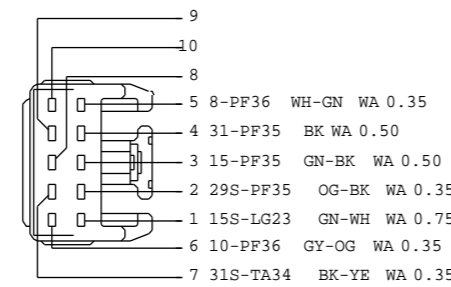 9
10
8
5 8-PF36 WH-GN WA 0.35
4 31-PF35 BK WA 0.50
3 15-PF35 GN-BK WA 0.50
2 29S-PF35 OG-BK WA 0.35
1 15S-LG23 GN-WH WA 0.75
6 10-PF36 GY-OG WA 0.35
7 31S-TA34 BK-YE WA 0.35